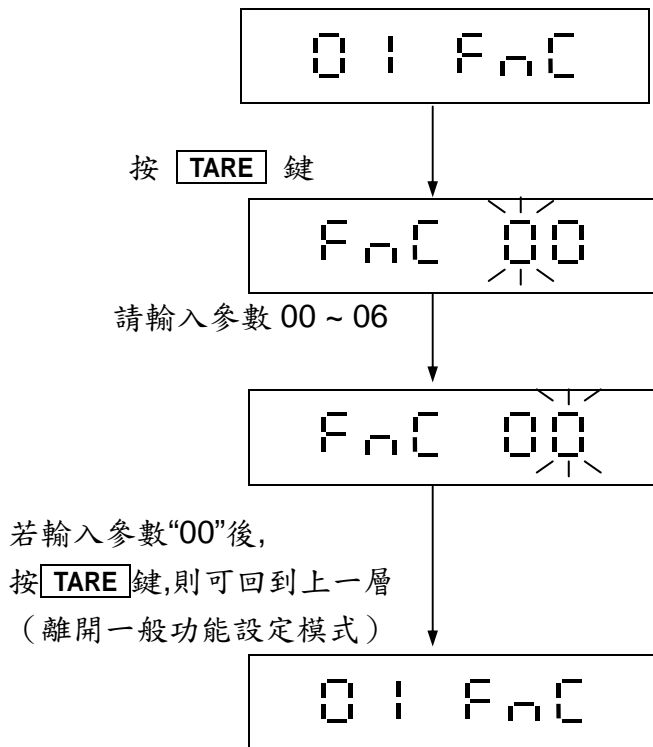 01 FnC
按 TARE 鍵
FnC 00
請輸入參數 00 ~ 06
FnC 00
若輸入參數“00”後,
按 TARE 鍵,則可回到上一層
（離開一般功能設定模式）
01 FnC